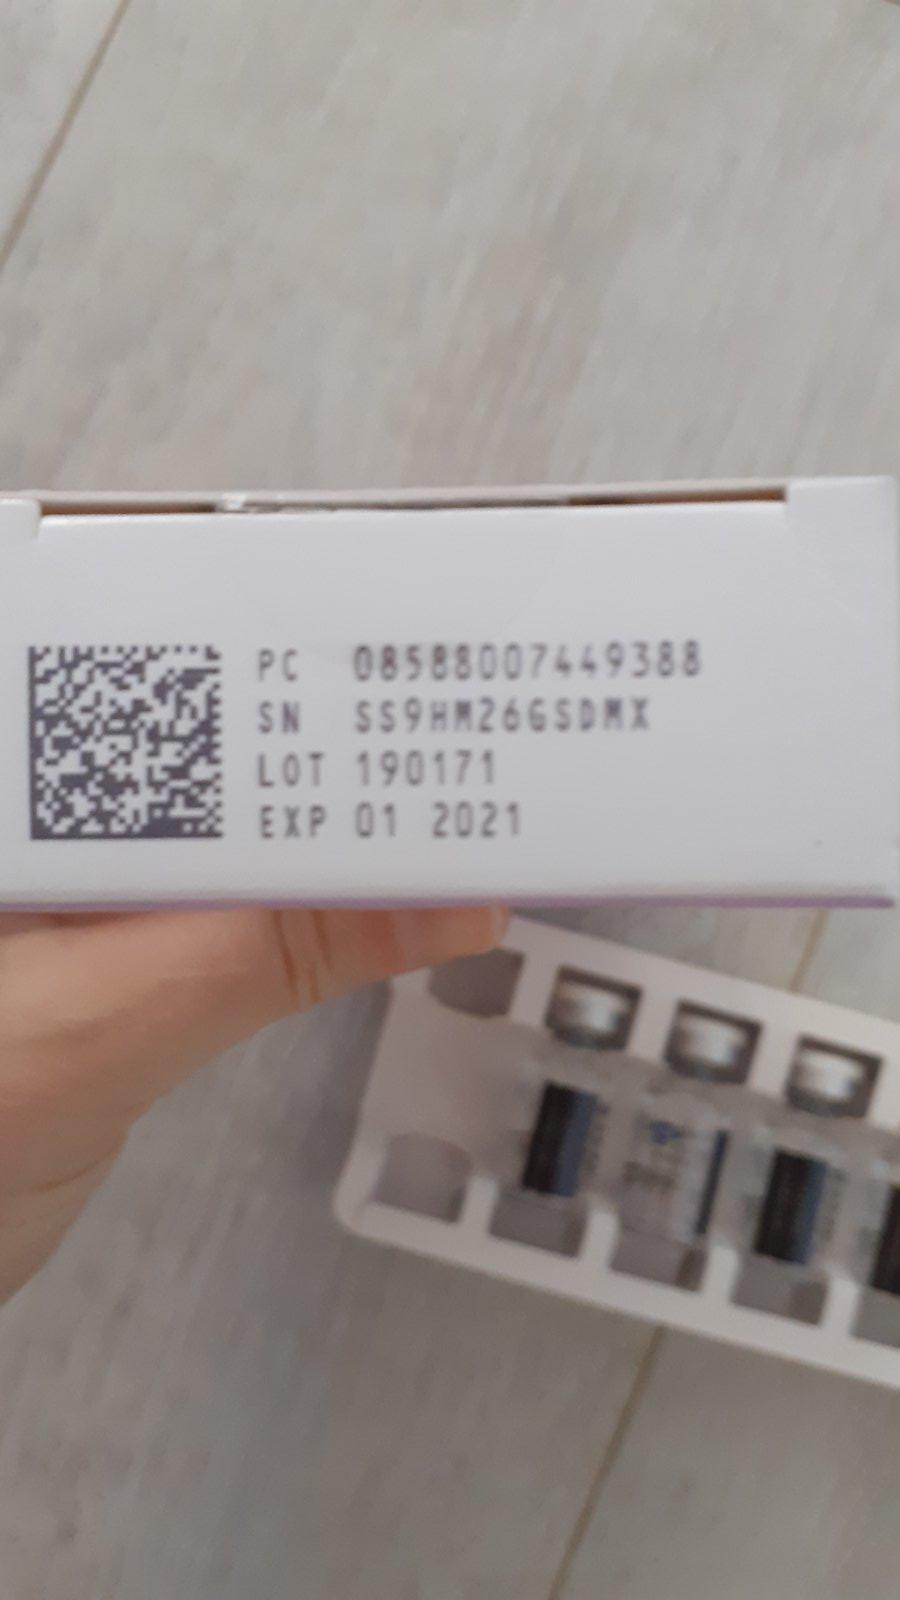 PC 08588007449388
SN SS9HM26GSDMX
LOT 190171
EXP 01 2021